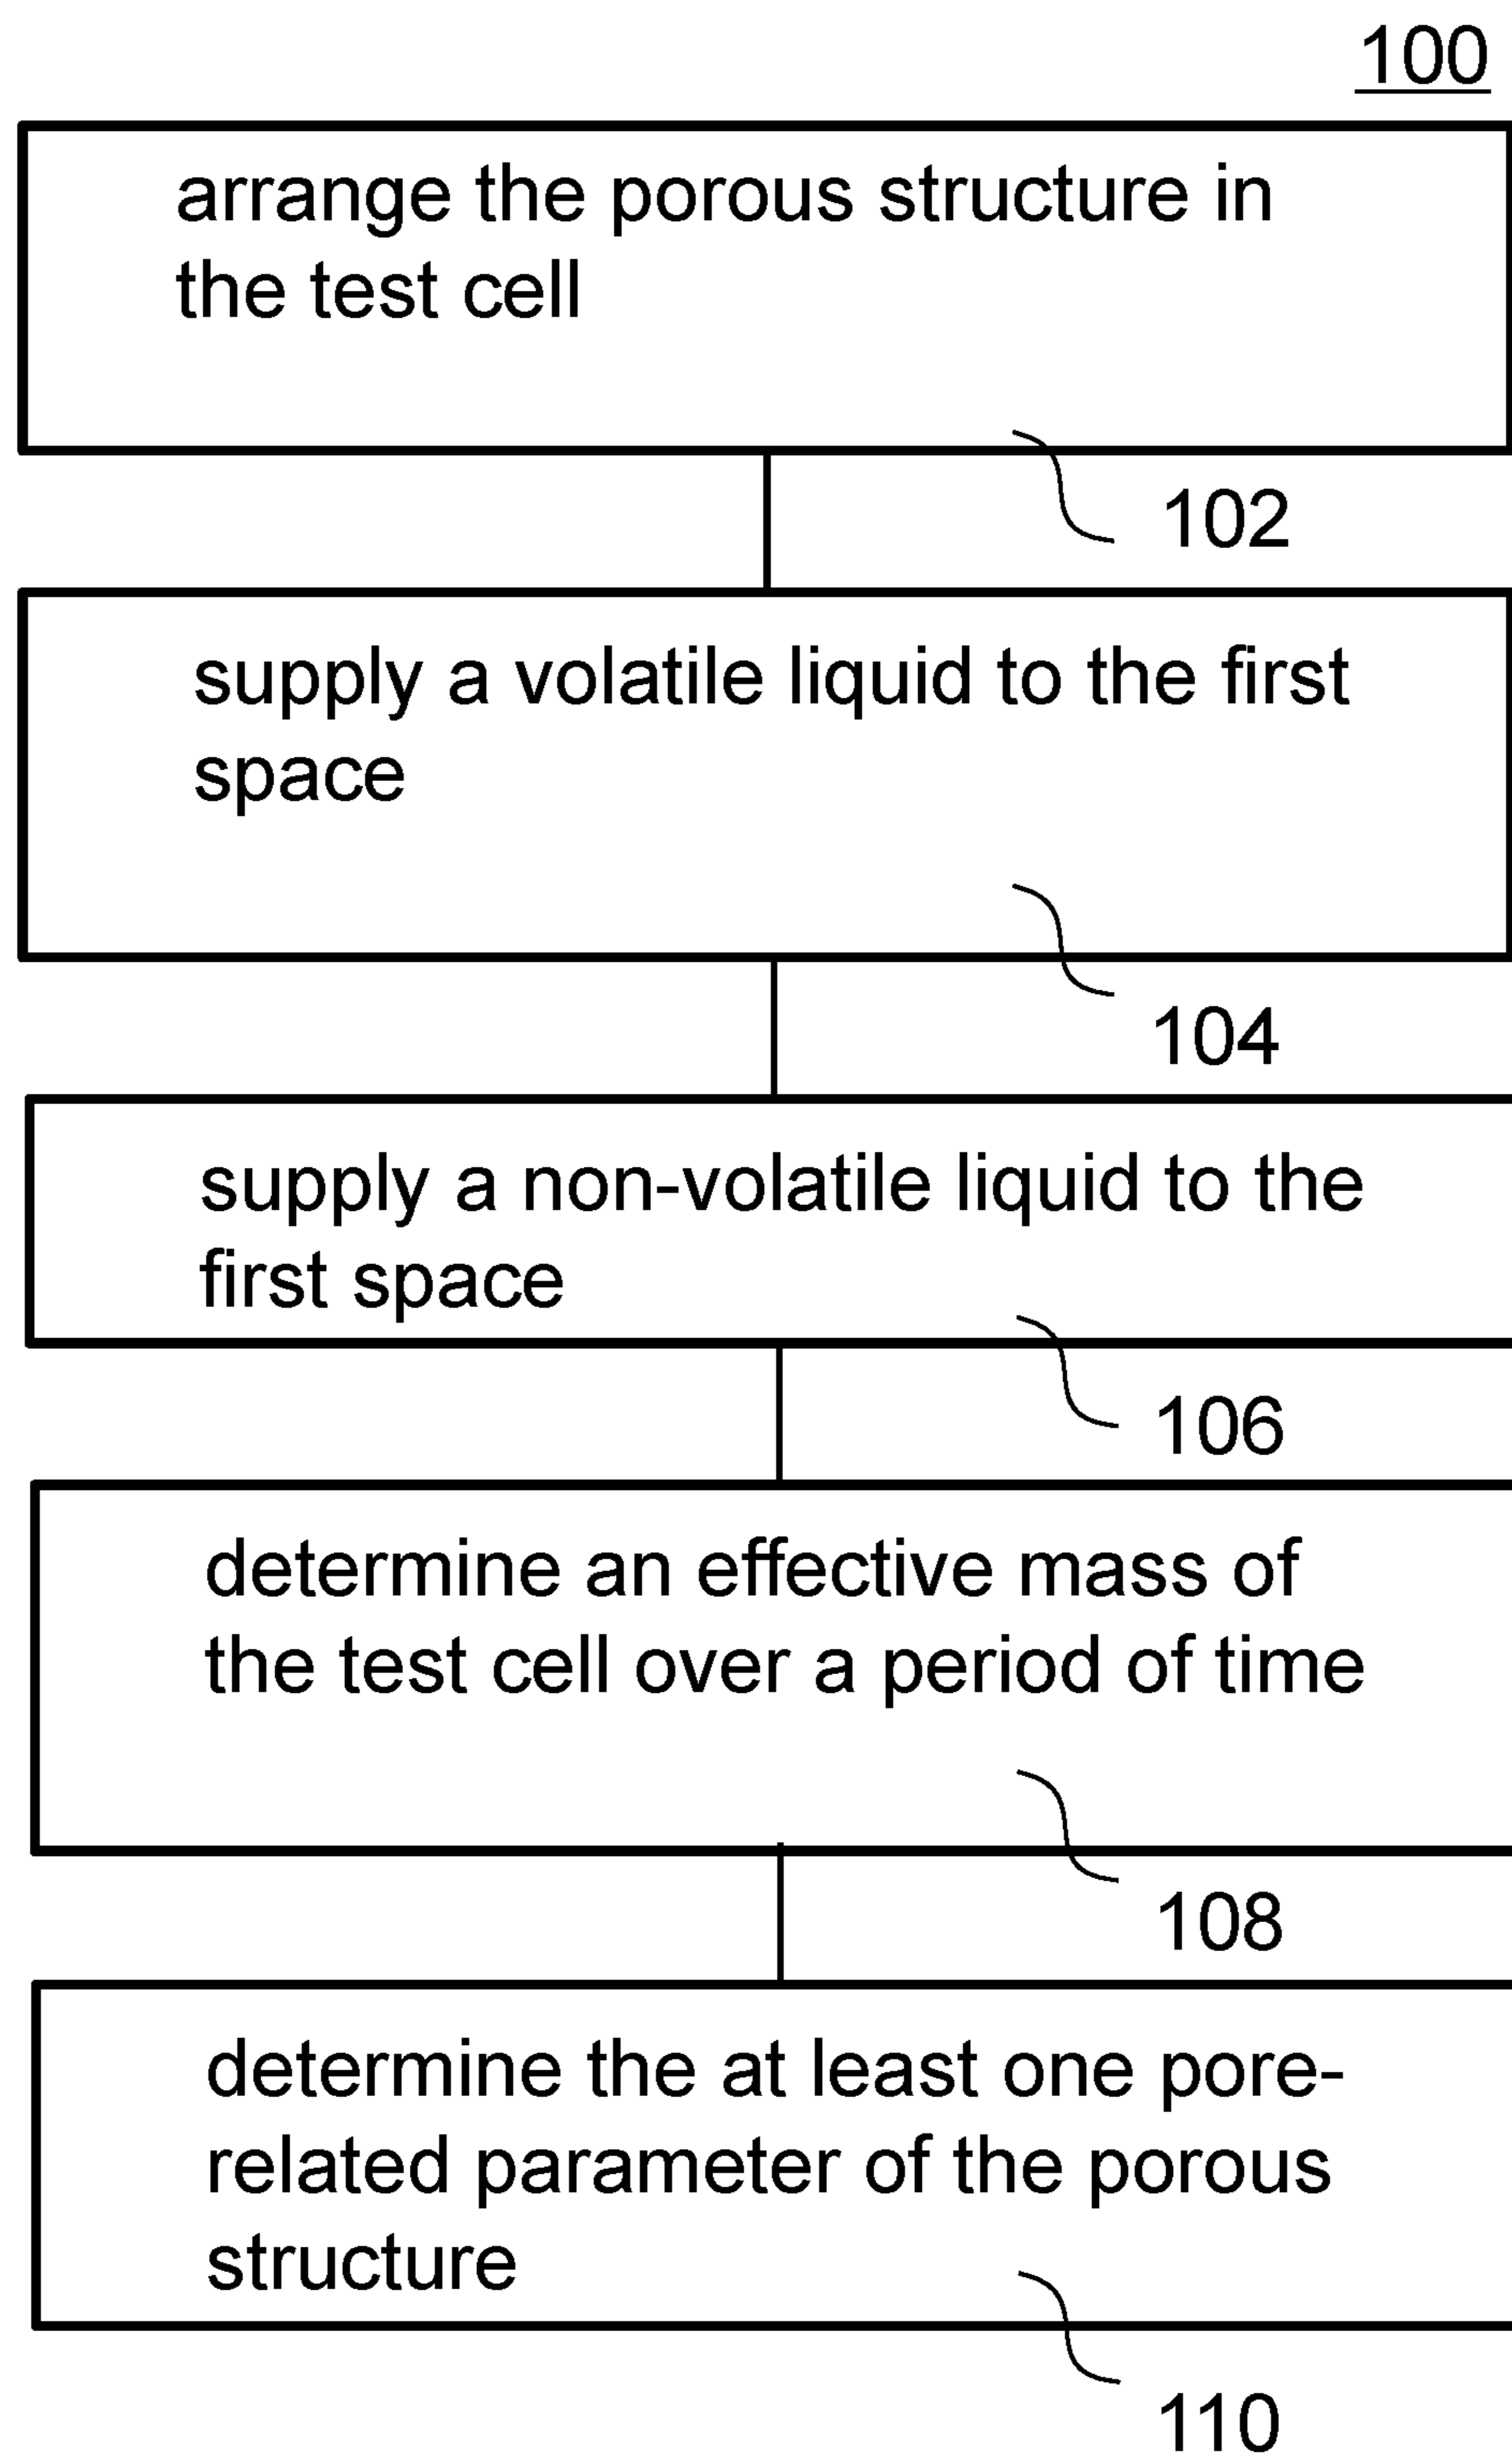 100
arrange the porous structure in
the test cell
102
supply a volatile liquid to the first
space
104
supply a non-volatile liquid to the
first space
106
determine an effective mass of
the test cell over a period of time
108
determine the at least one pore-
related parameter of the porous
structure
110